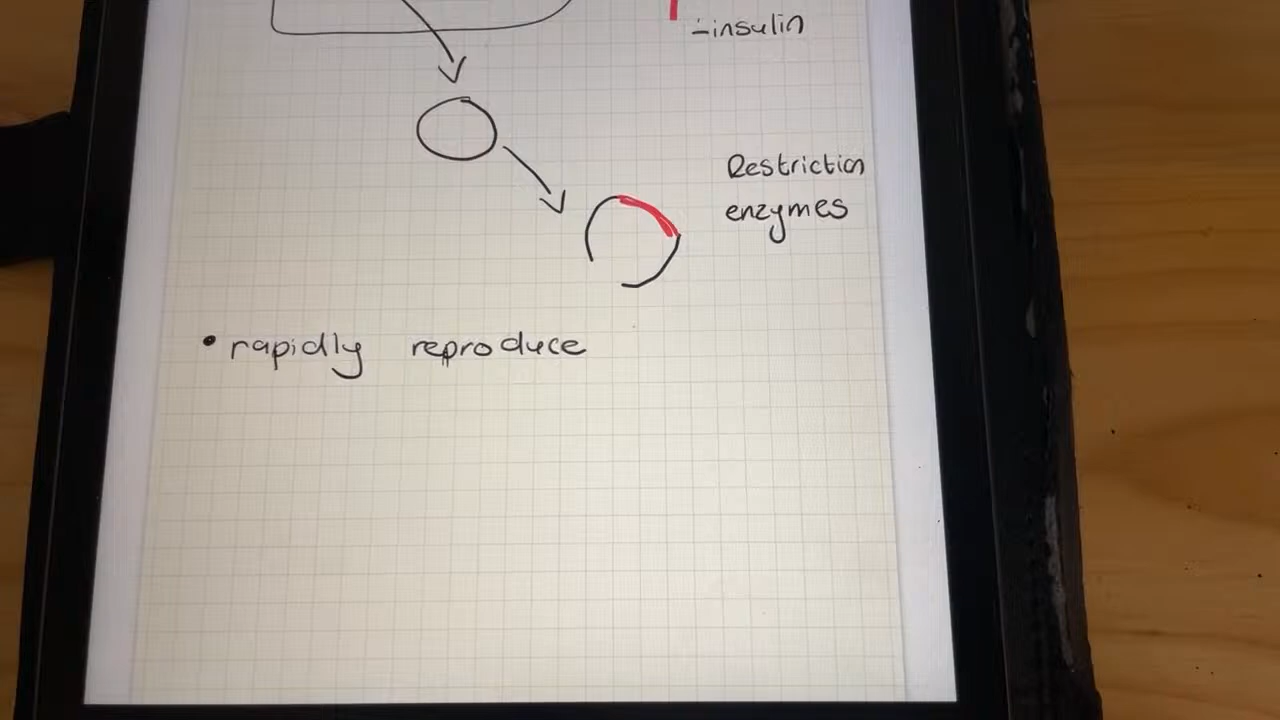 -insulin
Restriction
enzymes
• rapidly reproduce